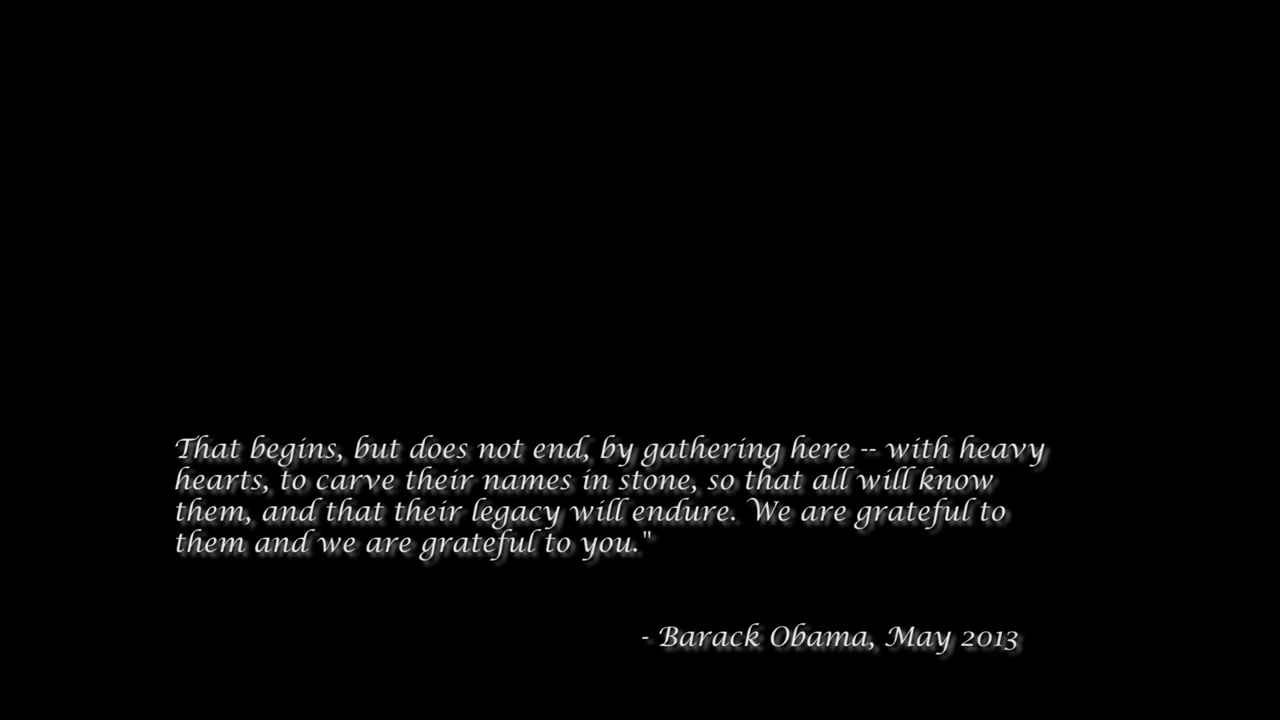 That begins, but does not end, by gathering here -- with heavy
hearts, to carve their names in stone, so that all will know
them, and that their legacy will endure. We are grateful to
them and we are grateful to you."
- Barack Obama, May 2013